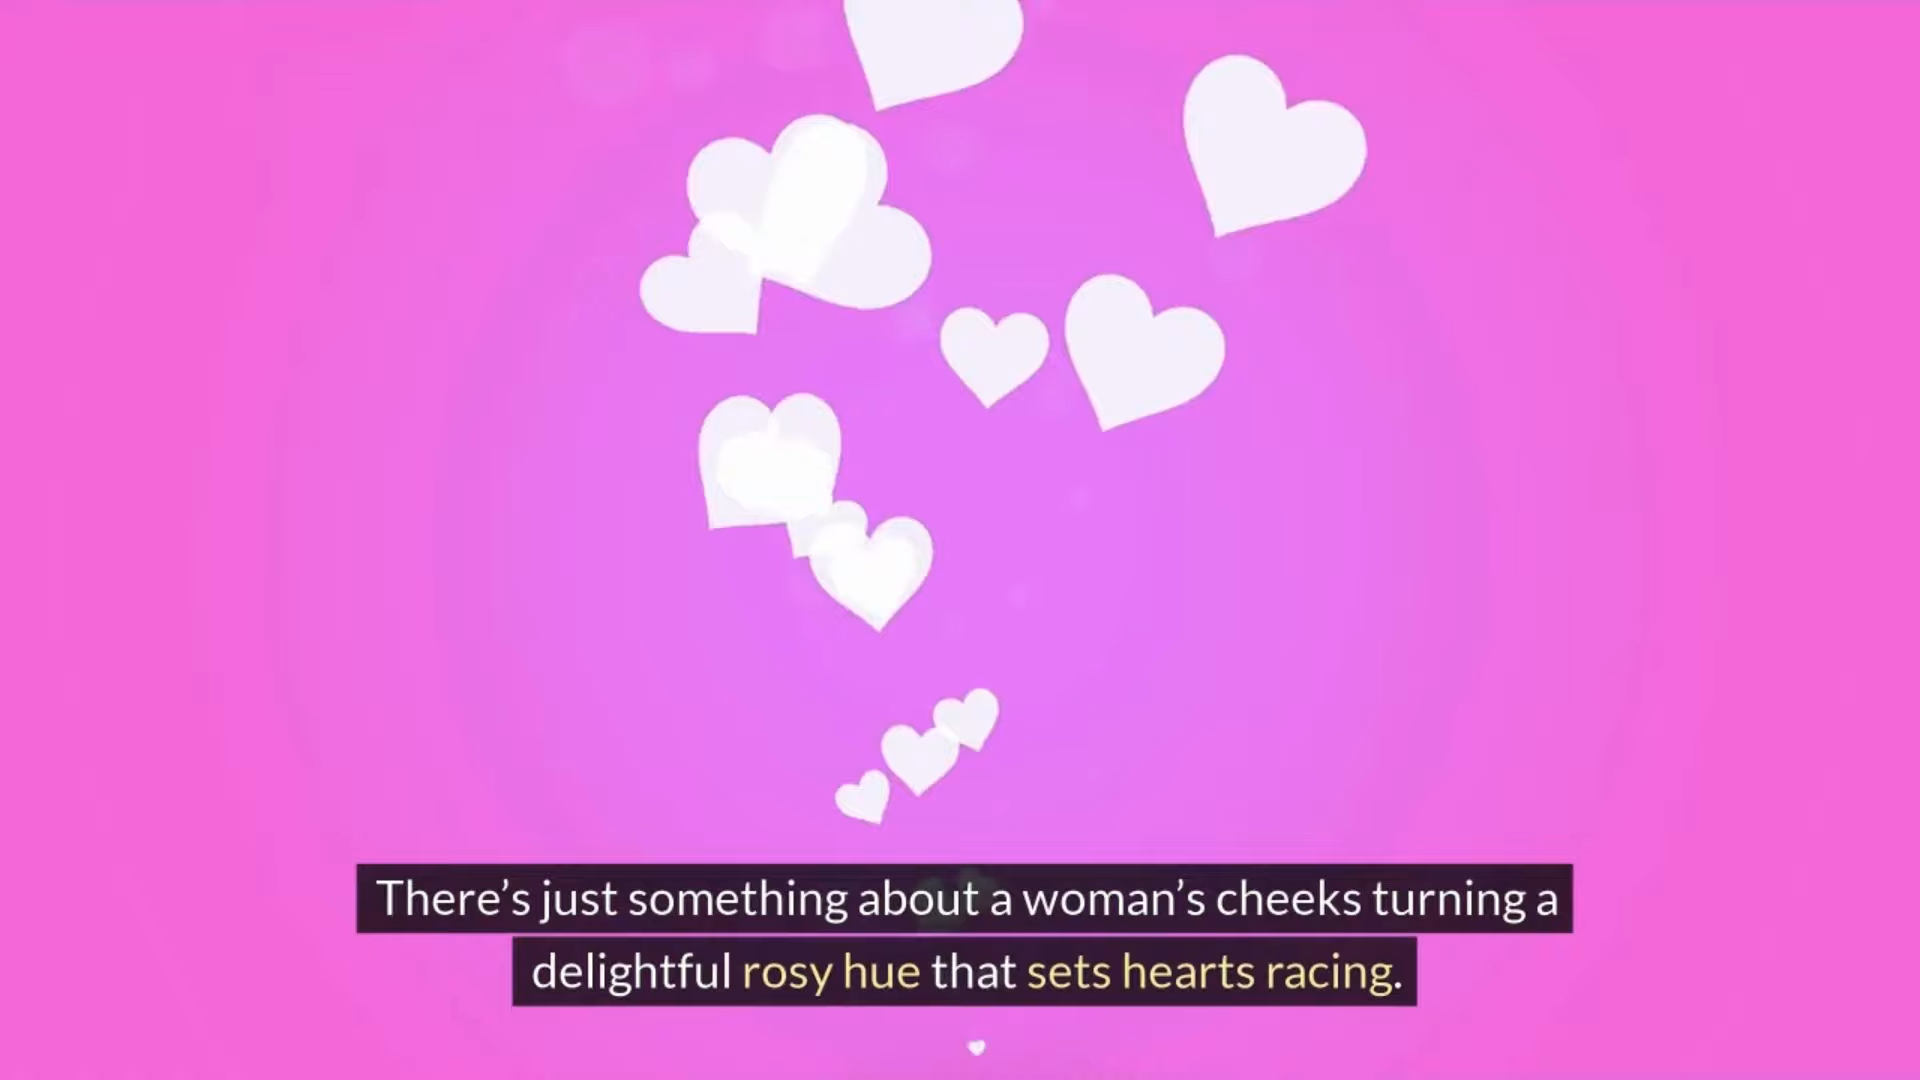 There’s just something about a woman’s cheeks turning a
delightful rosy hue that sets hearts racing.